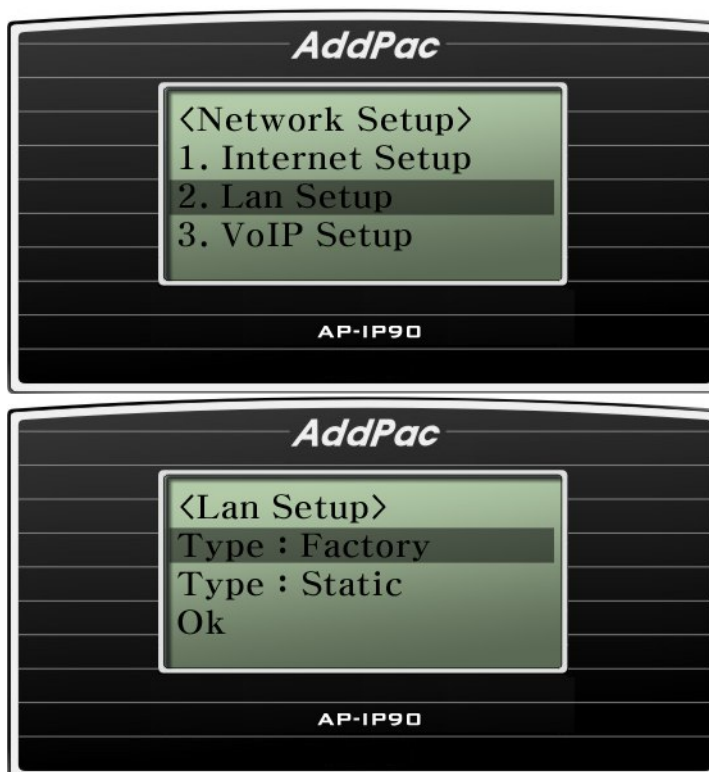 AddPac
<Network Setup>
1. Internet Setup
2. Lan Setup
3. VoIP Setup
AP-IP90
AddPac
<Lan Setup>
Type : Factory
Type : Static
Ok
AP-IP90